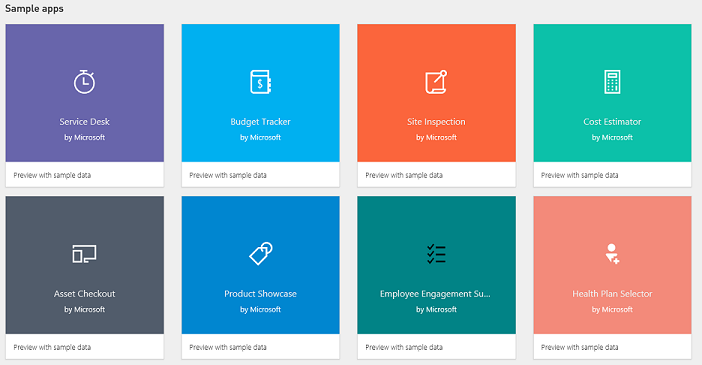 Sample apps
Service Desk
by Microsoft
Preview with sample data
Budget Tracker
by Microsoft
Preview with sample data
Site Inspection
by Microsoft
Preview with sample data
Cost Estimator
by Microsoft
Preview with sample data
Asset Checkout
by Microsoft
Preview with sample data
Product Showcase
by Microsoft
Preview with sample data
Employee Engagement Su...
by Microsoft
Preview with sample data
Health Plan Selector
by Microsoft
Preview with sample data